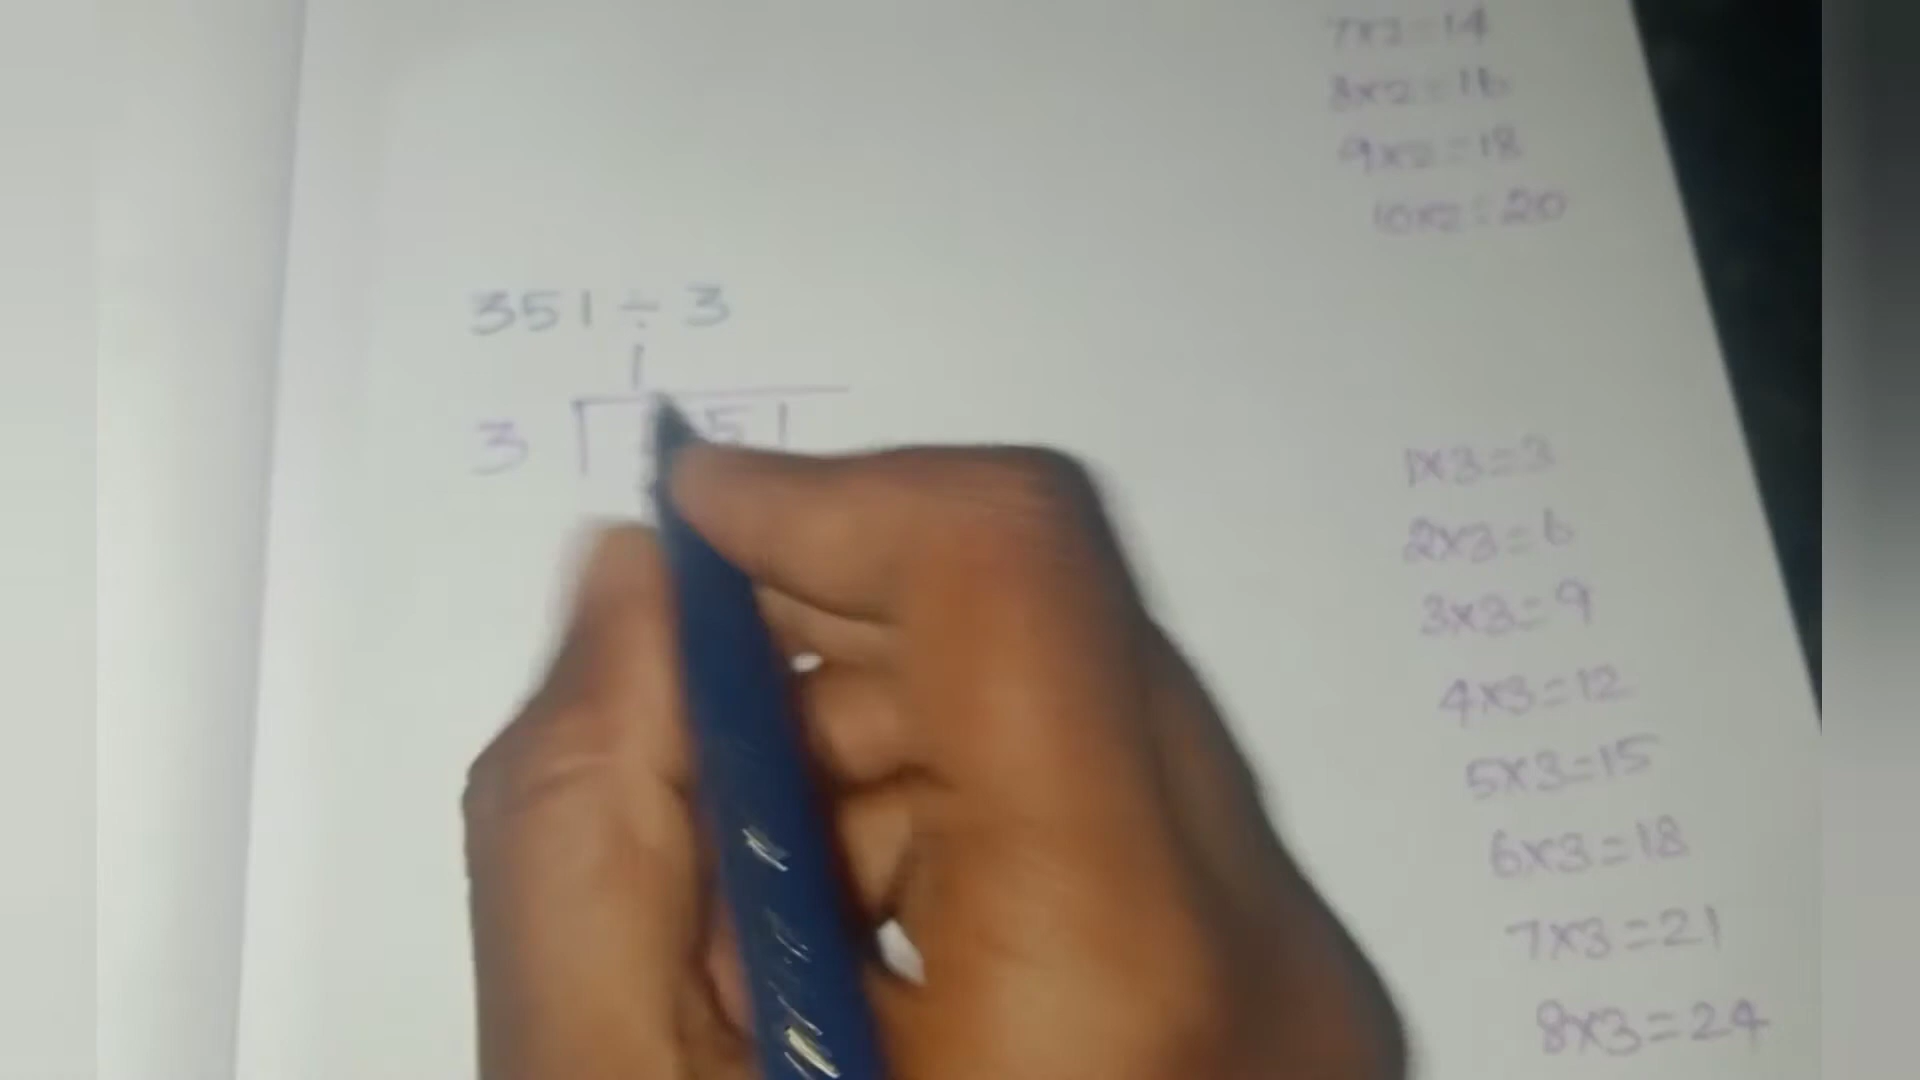 7x2=14
8x2=16
9x2=18
10x2=20
351÷3
1
3 51
1x3=3
2x3=6
3x3=9
4x3=12
5x3=15
6x3=18
7x3=21
8x3=24